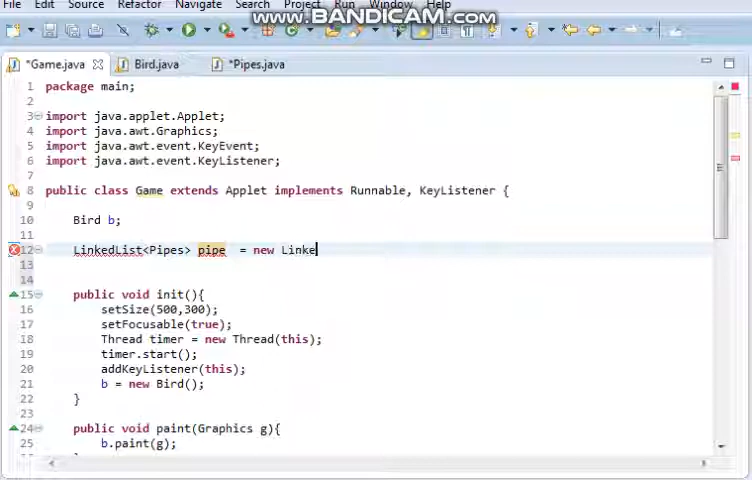 File Edit Source Refactor Navigate Search Project Run Window Help
www.BANDICAM.com
*Game.java Bird.java *Pipes.java
1 package main;
2
3 import java.applet.Applet;
4 import java.awt.Graphics;
5 import java.awt.event.KeyEvent;
6 import java.awt.event.KeyListener;
7
8 public class Game extends Applet implements Runnable, KeyListener {
9
10 Bird b;
11
12 LinkedList<Pipes> pipe = new Linke
13
14
15 public void init(){
16 setSize(500,300);
17 setFocusable(true);
18 Thread timer = new Thread(this);
19 timer.start();
20 addKeyListener(this);
21 b = new Bird();
22 }
23
24 public void paint(Graphics g){
25 b.paint(g);